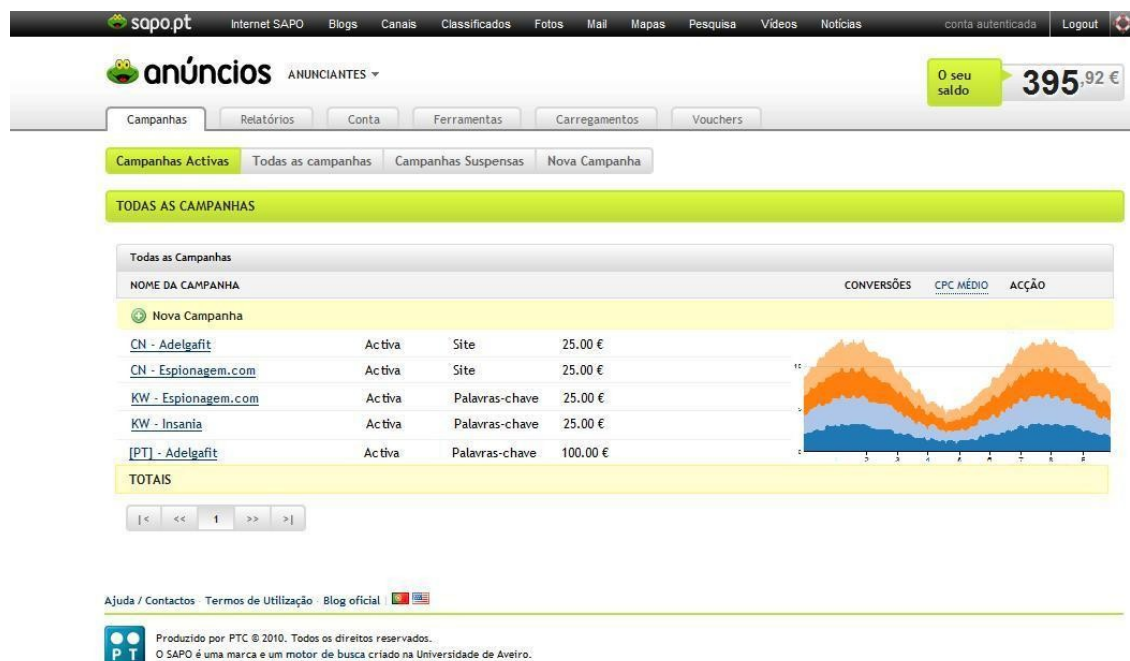 sapo.pt Internet SAPO Blogs Canais Classificados Fotos Mail Mapas Pesquisa Vídeos Notícias conta autenticada Logout
anúncios ANUNCIANTES
O seu saldo 395,92 €
Campanhas Relatórios Conta Ferramentas Carregamentos Vouchers
Campanhas Activas Todas as campanhas Campanhas Suspensas Nova Campanha
TODAS AS CAMPANHAS
Todas as Campanhas
NOME DA CAMPANHA CONVERSÕES CPC MÉDIO ACÇÃO
Nova Campanha
CN - Adelgafit Activa Site 25.00 €
CN - Espionagem.com Activa Site 25.00 €
KW - Espionagem.com Activa Palavras-chave 25.00 €
KW - Insania Activa Palavras-chave 25.00 €
[PT] - Adelgafit Activa Palavras-chave 100.00 €
TOTAIS
|< << 1 >> >|
Ajuda / Contactos Termos de Utilização Blog oficial
PT
Produzido por PTC © 2010. Todos os direitos reservados.
O SAPO é uma marca e um motor de busca criado na Universidade de Aveiro.